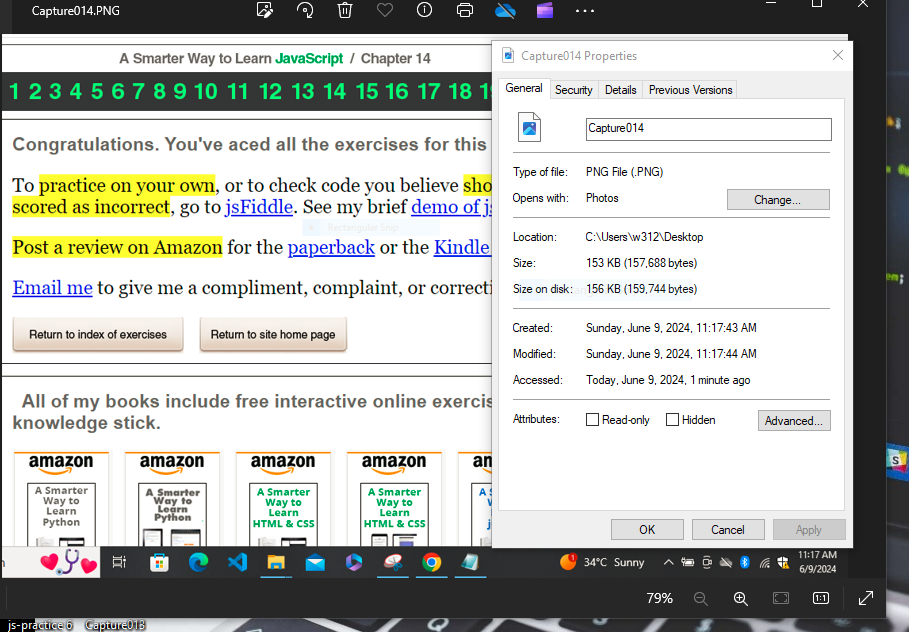 Capture014.PNG
A Smarter Way to Learn JavaScript / Chapter 14
1 2 3 4 5 6 7 8 9 10 11 12 13 14 15 16 17 18
Congratulations. You've aced all the exercises for this
To practice on your own, or to check code you believe sho
scored as incorrect, go to jsFiddle. See my brief demo of js
Rectangular Snip
Post a review on Amazon for the paperback or the Kindle
Email me to give me a compliment, complaint, or correcti
Return to index of exercises
Return to site home page
All of my books include free interactive online exercis
knowledge stick.
amazon
amazon
amazon
amazon
A Smarter
Way to
Learn
Python
A Smarter
Way to
Learn
Python
A Smarter
Way to
Learn
HTML & CSS
A Smarter
Way to
Learn
HTML & CSS
Capture014 Properties
General
Security
Details
Previous Versions
Capture014
Type of file: PNG File (.PNG)
Opens with: Photos
Change...
Location: C:\Users\w312\Desktop
Size: 153 KB (157,688 bytes)
Size on disk: 156 KB (159,744 bytes)
Created: Sunday, June 9, 2024, 11:17:43 AM
Modified: Sunday, June 9, 2024, 11:17:44 AM
Accessed: Today, June 9, 2024, 1 minute ago
Attributes: Read-only Hidden
Advanced...
OK
Cancel
Apply
34°C Sunny
11:17 AM
6/9/2024
79%
1:1
js-practice 6
Capture013